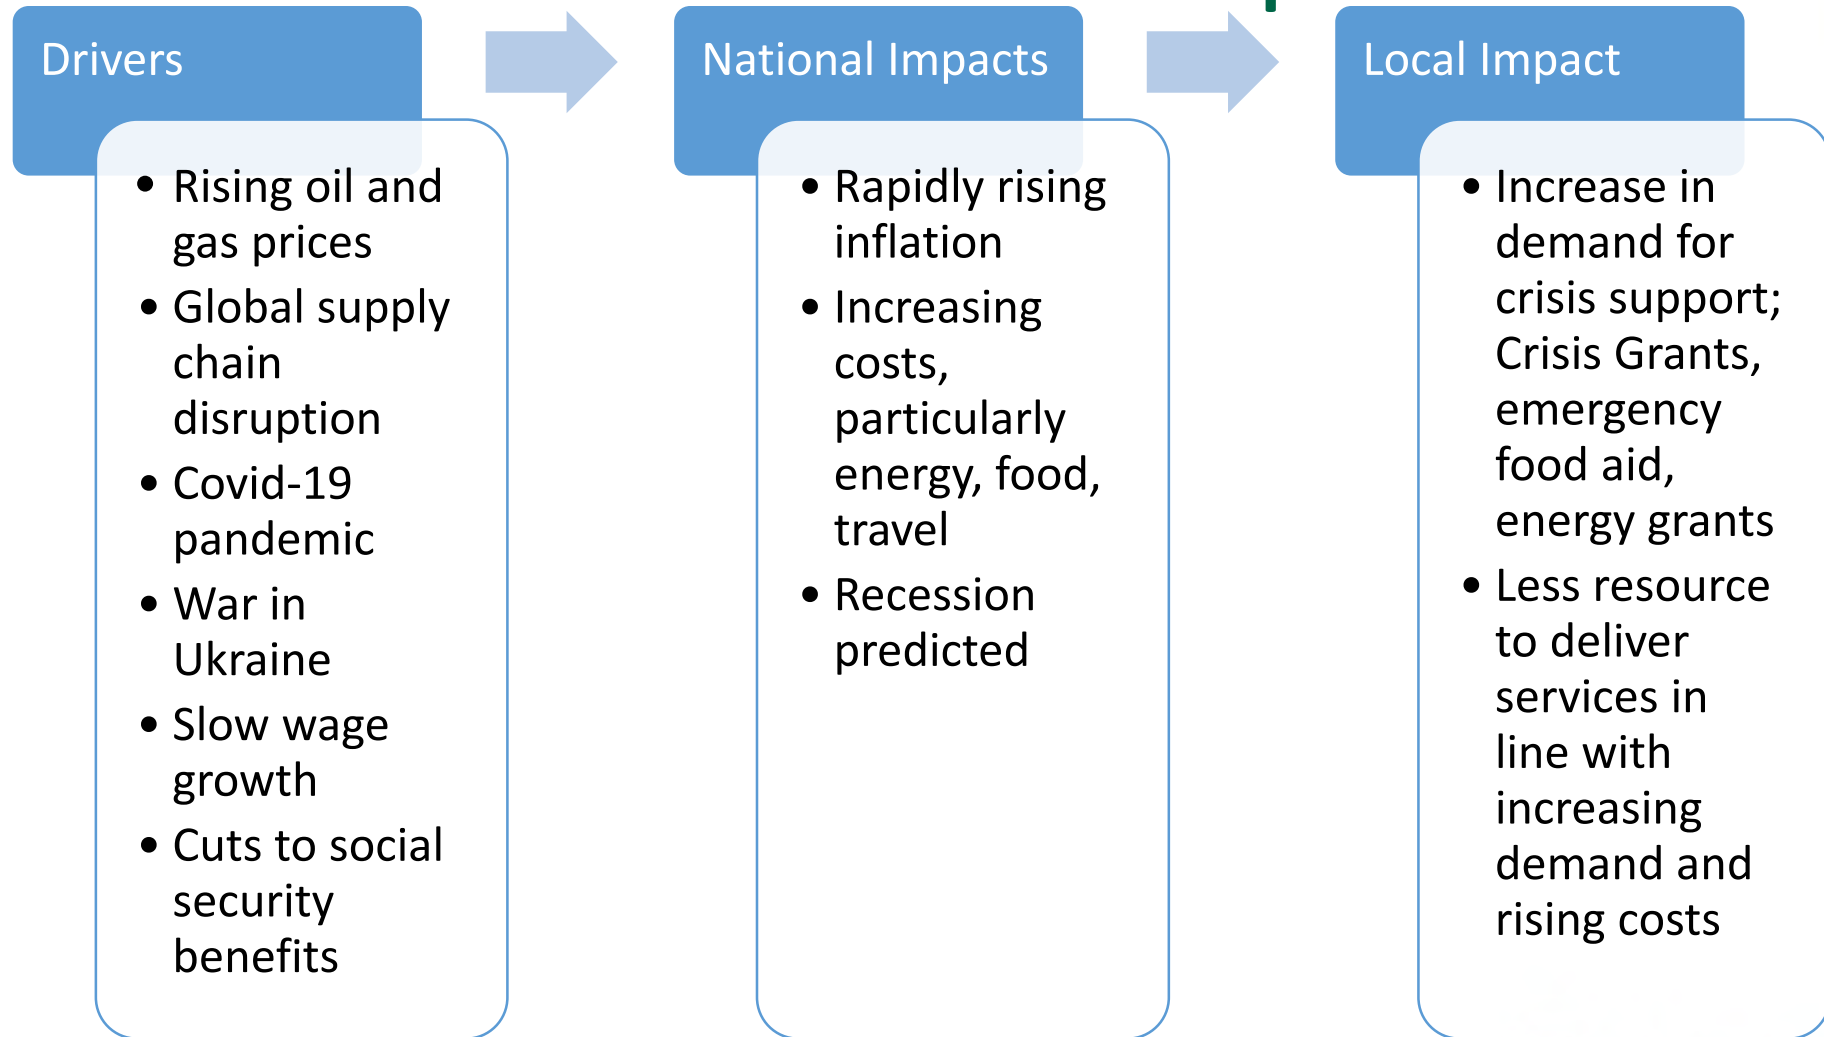 Drivers
• Rising oil and
gas prices
• Global supply
chain
disruption
• Covid-19
pandemic
• War in
Ukraine
• Slow wage
growth
• Cuts to social
security
benefits
National Impacts
• Rapidly rising
inflation
• Increasing
costs,
particularly
energy, food,
travel
• Recession
predicted
Local Impact
• Increase in
demand for
crisis support;
Crisis Grants,
emergency
food aid,
energy grants
• Less resource
to deliver
services in
line with
increasing
demand and
rising costs